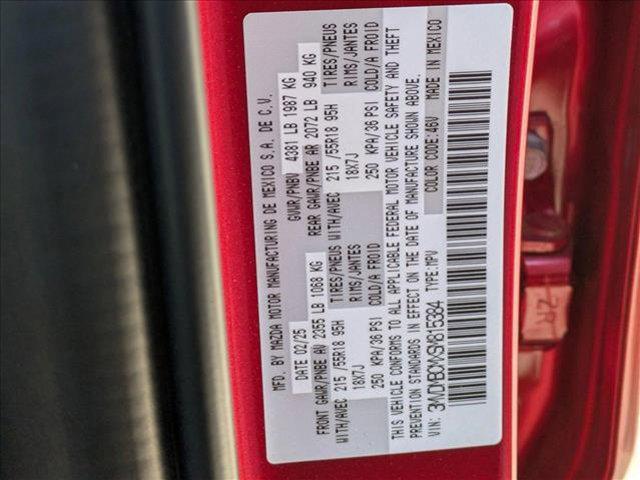 MFD. BY MAZDA MOTOR MANUFACTURING DE MEXICO S.A. DE C.V.
DATE 02/25 GVWR/PNBV 4381 LB 1987 KG
FRONT GAWR/PNBE AV 2355 LB 1068 KG REAR GAWR/PNBE AR 2072 LB 940 KG
WITH/AVEC 215 /55R18 95H TIRES/PNEUS WITH/AVEC 215 /55R18 95H TIRES/PNEUS
18X7J RIMS/JANTES 18X7J RIMS/JANTES
250 KPA/36 PSI COLD/A FROID 250 KPA/36 PSI COLD/A FROID
THIS VEHICLE CONFORMS TO ALL APPLICABLE FEDERAL MOTOR VEHICLE SAFETY AND THEFT
PREVENTION STANDARDS IN EFFECT ON THE DATE OF MANUFACTURE SHOWN ABOVE.
VIN: TYPE:MPV COLOR CODE:46V MADE IN MEXICO